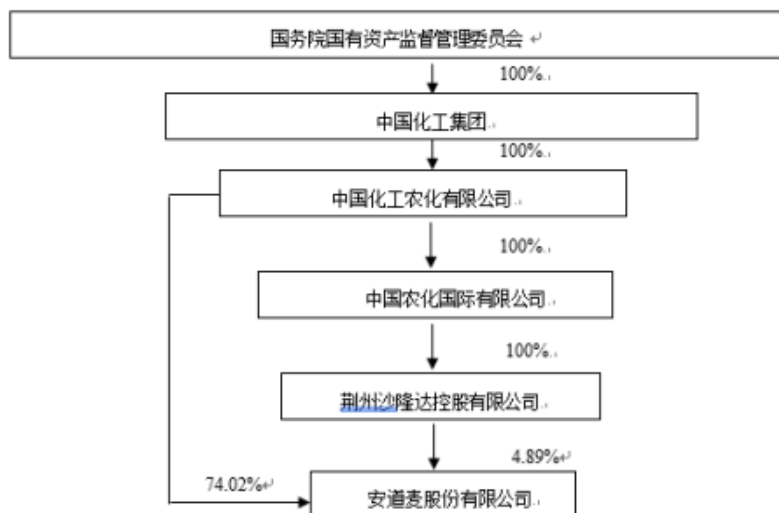 国务院国有资产监督管理委员会
100%
中国化工集团
100%
中国化工农化有限公司
100%
中国农化国际有限公司
100%
荆州沙隆达控股有限公司
4.89%
74.02%
安道麦股份有限公司